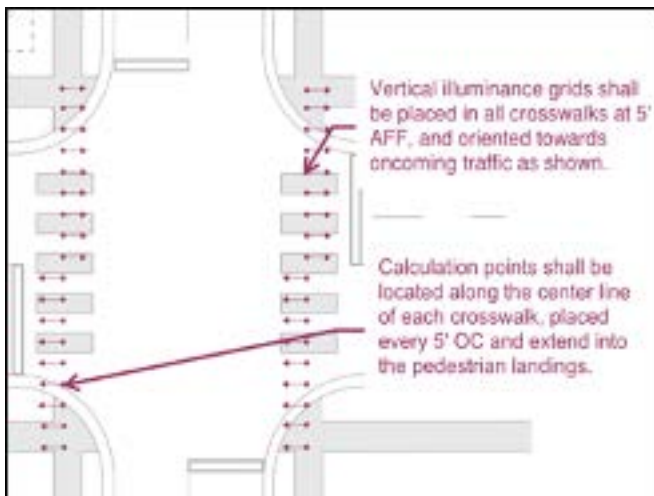 Vertical illuminance grids shall
be placed in all crosswalks at 5'
AFF, and oriented towards
oncoming traffic as shown.
Calculation points shall be
located along the center line
of each crosswalk, placed
every 5' OC and extend into
the pedestrian landings.